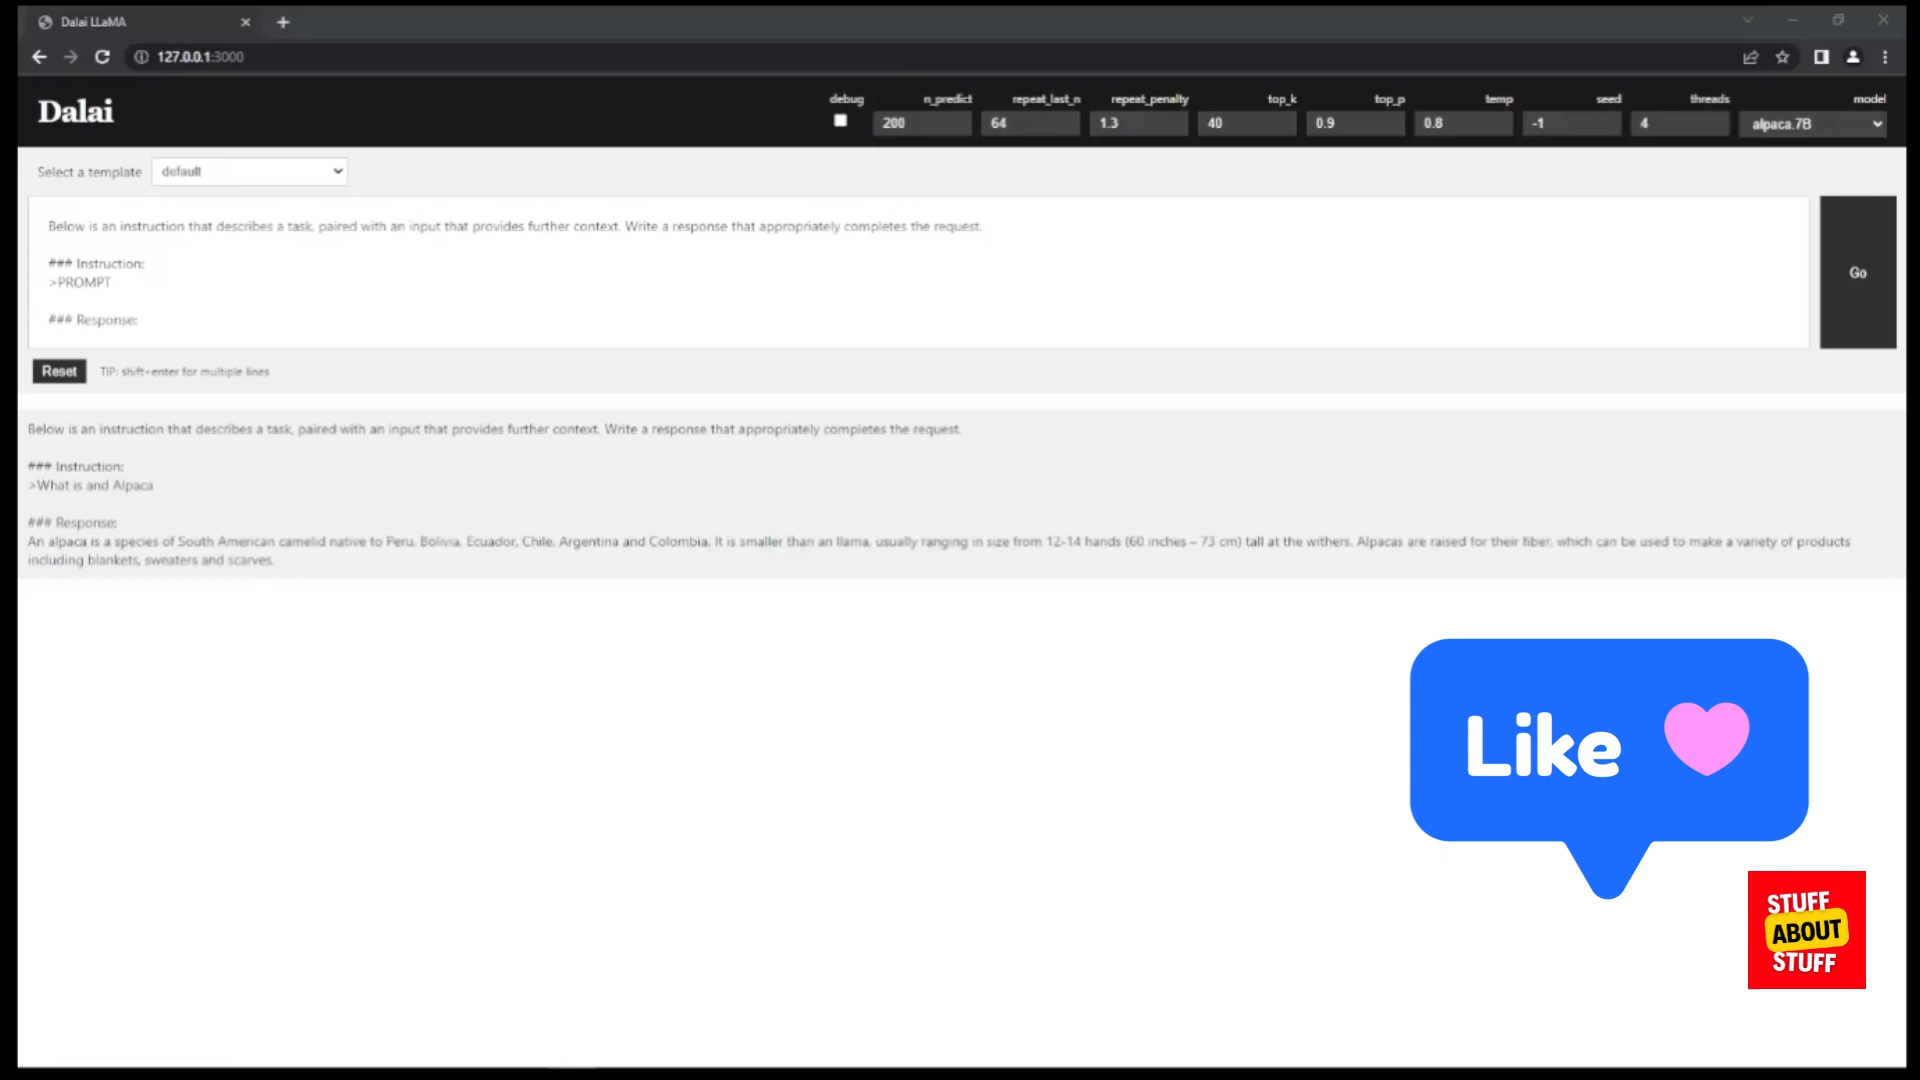 Dalai LLaMA
127.0.0.1:3000
Dalai
debug n_predict repeat_last_n repeat_penalty top_k top_p temp seed threads model
200 64 1.3 40 0.9 0.8 -1 4 alpaca.7B
Select a template default
Below is an instruction that describes a task, paired with an input that provides further context. Write a response that appropriately completes the request.
### Instruction:
>PROMPT
### Response:
Go
Reset TIP: shift+enter for multiple lines
Below is an instruction that describes a task, paired with an input that provides further context. Write a response that appropriately completes the request.
### Instruction:
>What is and Alpaca
### Response:
An alpaca is a species of South American camelid native to Peru, Bolivia, Ecuador, Chile, Argentina and Colombia. It is smaller than an llama, usually ranging in size from 12-14 hands (60 inches – 73 cm) tall at the withers. Alpacas are raised for their fiber, which can be used to make a variety of products
including blankets, sweaters and scarves.
Like
STUFF
ABOUT
STUFF